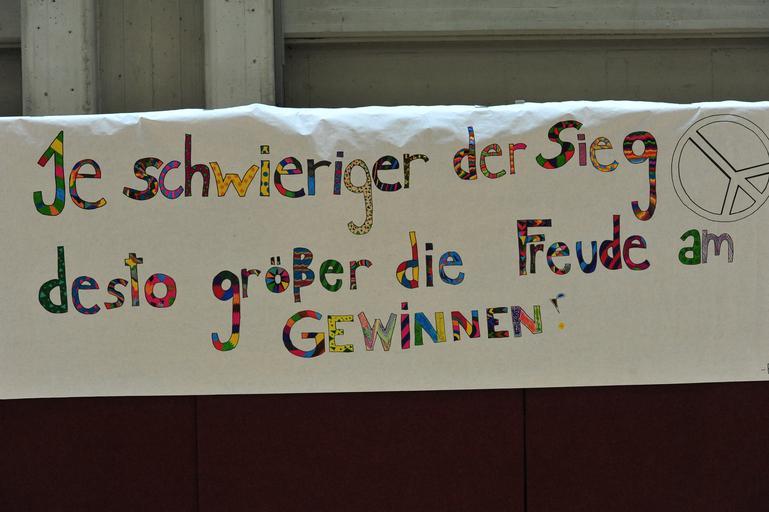 Je schwieriger der Sieg
desto größer die Freude am
GEWINNEN!